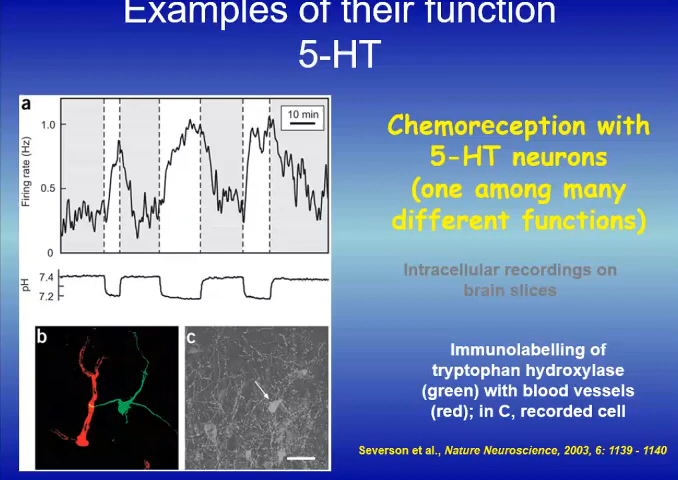 Examples of their function
5-HT
a
10 min
Firing rate (Hz)
1.0
0.5
0
pH
7.4
7.2
b
c
Chemoreception with
5-HT neurons
(one among many
different functions)
Intracellular recordings on
brain slices
Immunolabelling of
tryptophan hydroxylase
(green) with blood vessels
(red); in C, recorded cell
Severson et al., Nature Neuroscience, 2003, 6: 1139 - 1140